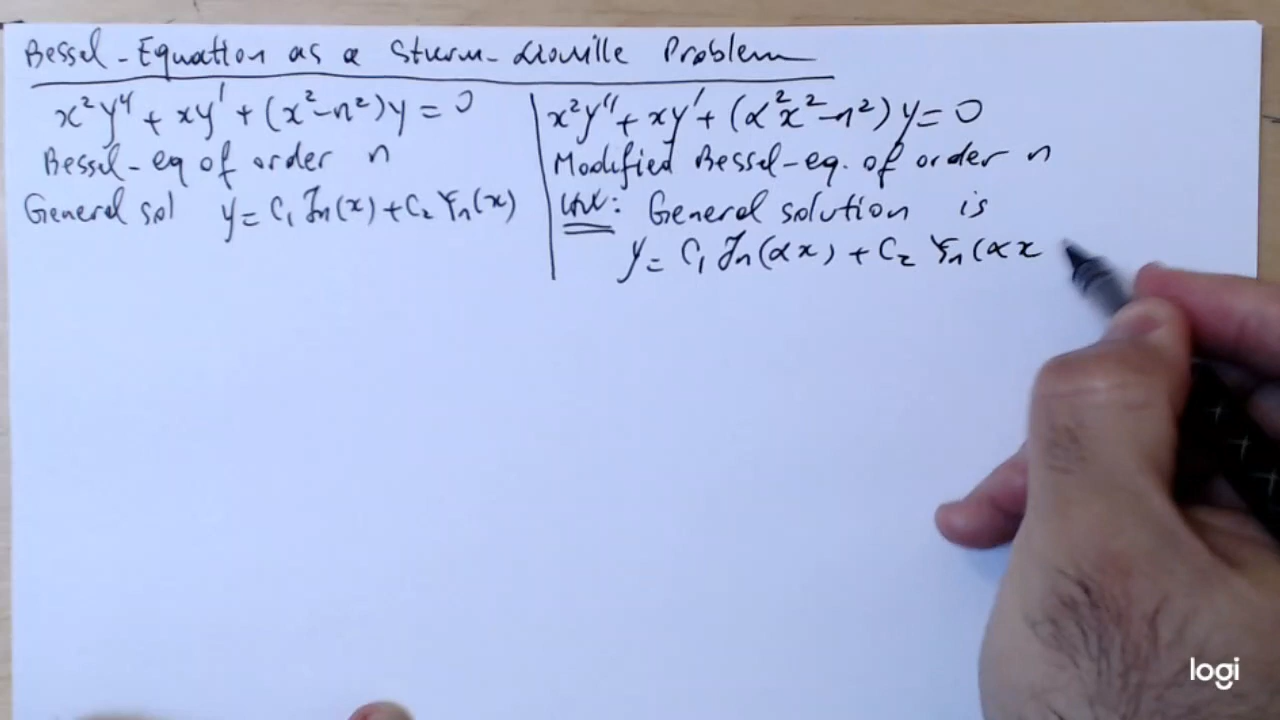 Bessel-Equation as a Sturm-Liouville Problem
x²y'' + xy' + (x²-n²)y = 0
Bessel-eq of order n
General sol y = C₁ Jn(x) + C₂ Yn(x)
x²y'' + xy' + (α²x²-n²)y = 0
Modified Bessel-eq. of order n
: General solution is
y = C₁ Jn(αx) + C₂ Yn(αx
logi